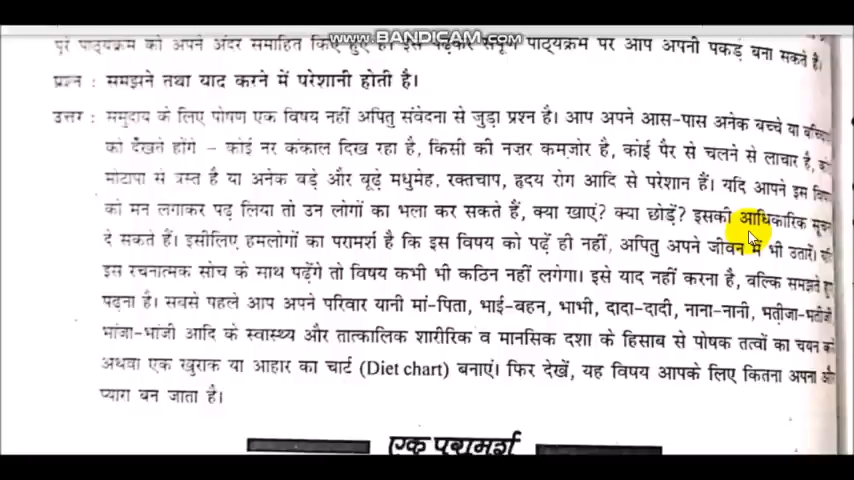 www.BANDICAM.com
पूरे पाठ्यक्रम को अपने अंदर समाहित किए हुए है। इसे पढ़कर संपूर्ण पाठ्यक्रम पर आप अपनी पकड़ बना सकते हैं।
प्रश्न : समझने तथा याद करने में परेशानी होती है।
उत्तर : समुदाय के लिए पोषण एक विषय नहीं अपितु संवेदना से जुड़ा प्रश्न है। आप अपने आस-पास अनेक बच्चे या
को देखते होंगे - कोई नर कंकाल दिख रहा है, किसी की नज़र कमज़ोर है, कोई पैर से चलने से लाचार है,
मोटापा से त्रस्त है या अनेक बड़े और बूढ़े मधुमेह, रक्तचाप, हृदय रोग आदि से परेशान हैं। यदि आपने इस
को मन लगाकर पढ़ लिया तो उन लोगों का भला कर सकते हैं, क्या खाएं? क्या छोड़ें? इसकी आधिकारिक
दे सकते हैं। इसीलिए हमलोगों का परामर्श है कि इस विषय को पढ़ें ही नहीं, अपितु अपने जीवन में भी उतारें।
इस रचनात्मक सोच के साथ पढ़ेंगे तो विषय कभी भी कठिन नहीं लगेगा। इसे याद नहीं करना है, वल्कि समझते हुए
पढ़ना है। सबसे पहले आप अपने परिवार यानी मां-पिता, भाई-वहन, भाभी, दादा-दादी, नाना-नानी, भतीजा-भतीजी
भांजा-भांजी आदि के स्वास्थ्य और तात्कालिक शारीरिक व मानसिक दशा के हिसाब से पोषक तत्वों का चयन करें
अथवा एक खुराक या आहार का चार्ट (Diet chart) बनाएं। फिर देखें, यह विषय आपके लिए कितना अपना और
प्यारा बन जाता है।
एक परामर्श